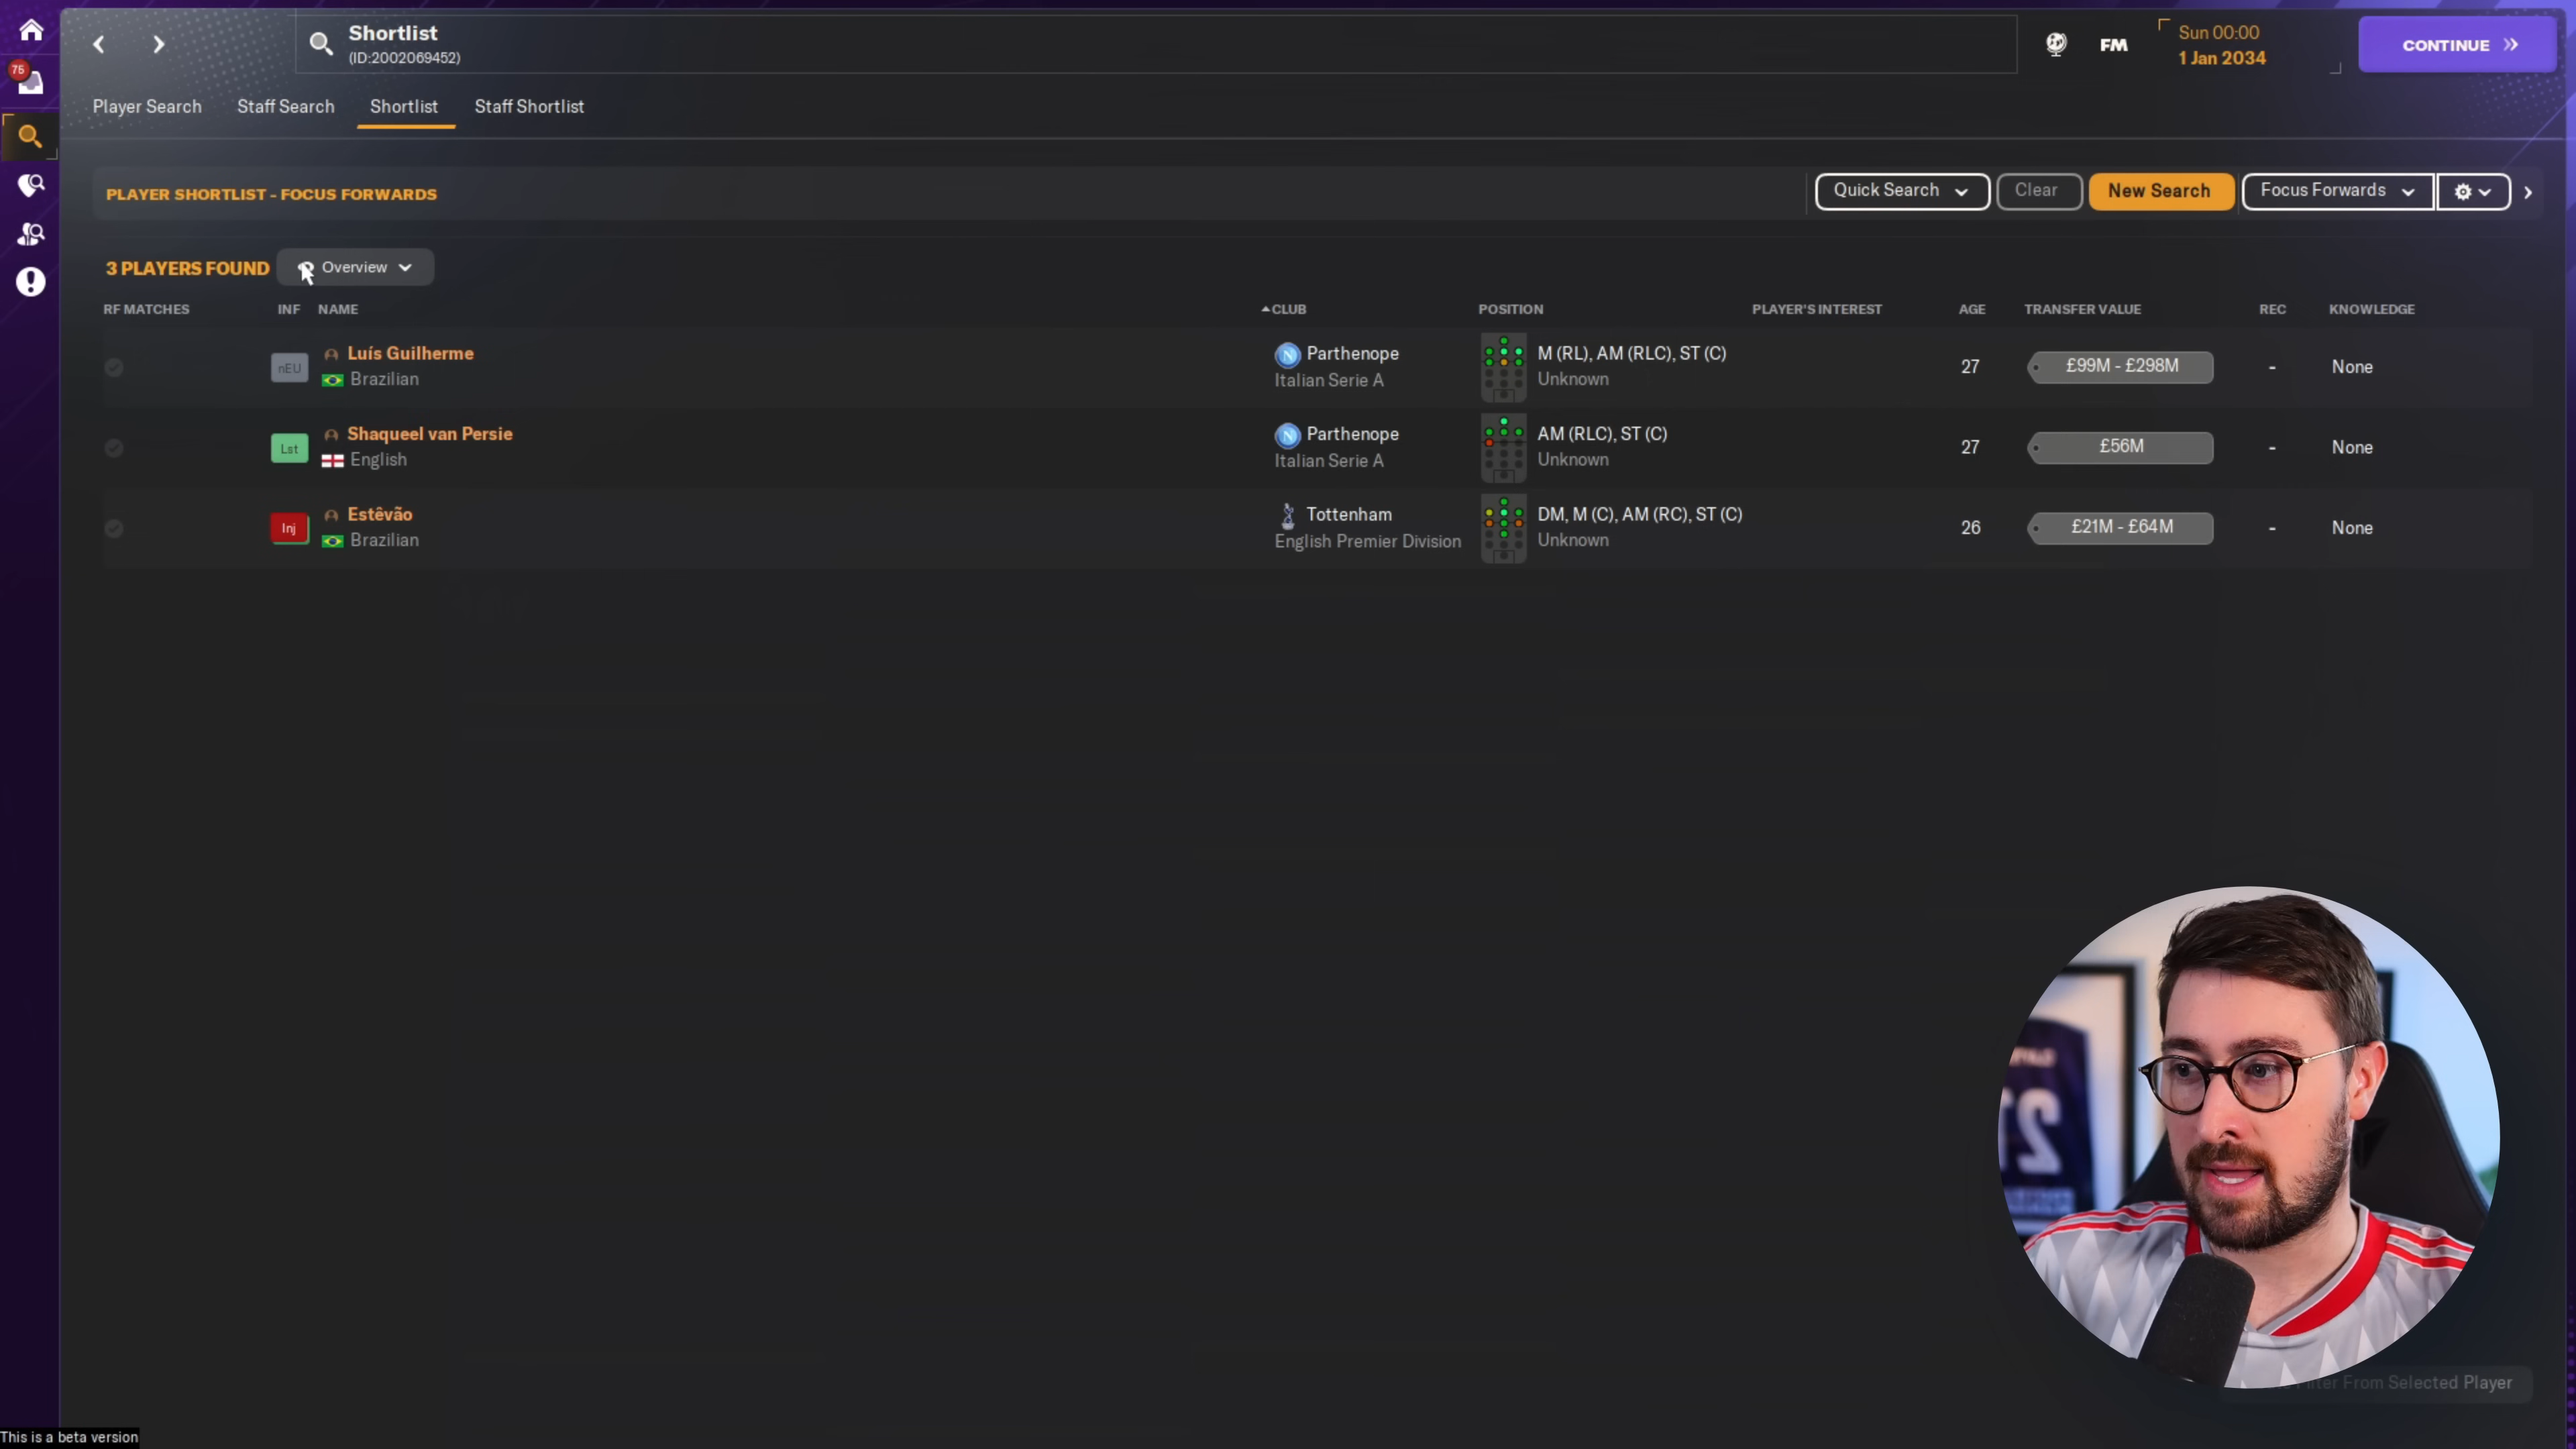 Shortlist
(ID:2002069452)
FM
Sun 00:00
1 Jan 2034
CONTINUE
75
Player Search
Staff Search
Shortlist
Staff Shortlist
PLAYER SHORTLIST - FOCUS FORWARDS
Quick Search
Clear
New Search
Focus Forwards
3 PLAYERS FOUND
Overview
RF MATCHES
INF
NAME
CLUB
POSITION
PLAYER'S INTEREST
AGE
TRANSFER VALUE
REC
KNOWLEDGE
nEU
Luís Guilherme
Brazilian
Parthenope
Italian Serie A
M (RL), AM (RLC), ST (C)
Unknown
27
£99M - £298M
-
None
Lst
Shaqueel van Persie
English
Parthenope
Italian Serie A
AM (RLC), ST (C)
Unknown
27
£56M
-
None
Inj
Estêvão
Brazilian
Tottenham
English Premier Division
DM, M (C), AM (RC), ST (C)
Unknown
26
£21M - £64M
-
None
From Selected Player
This is a beta version